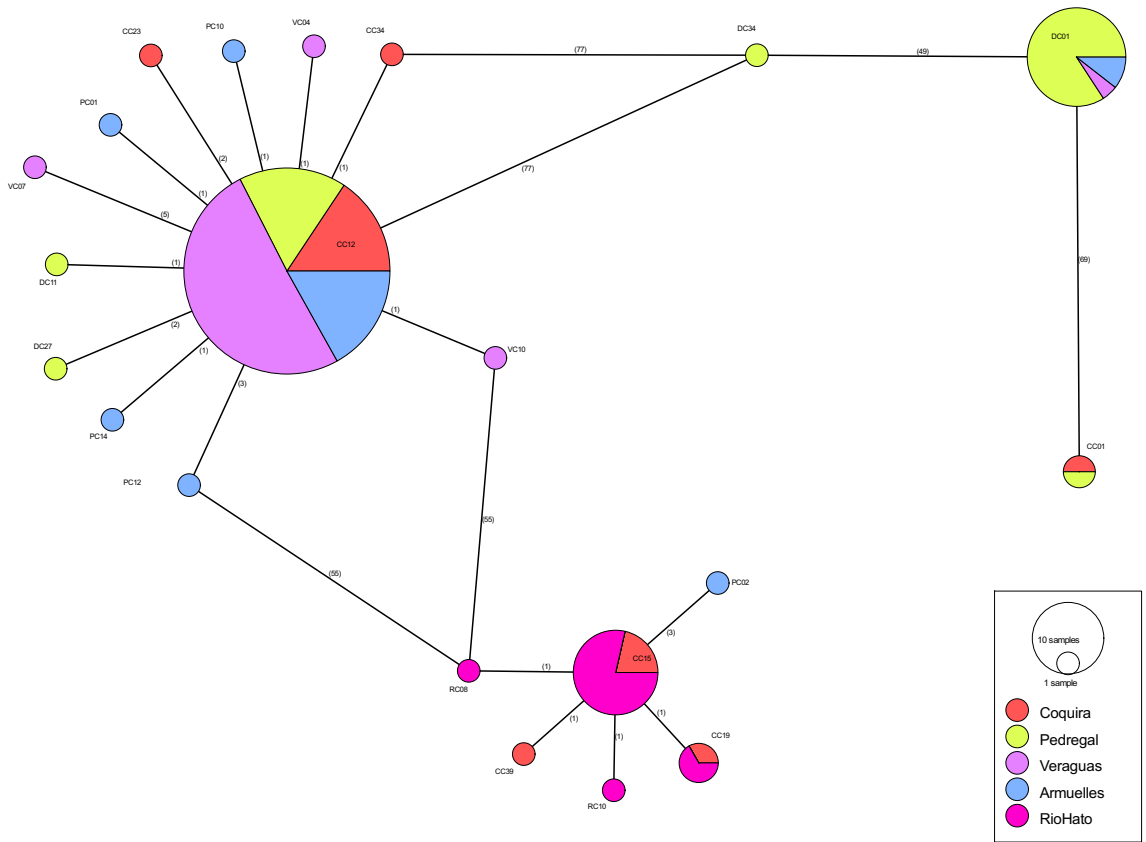 VC04
PC10
CC34
CC23
DC34
DC01
(77)
(49)
PC01
(2)
(1)
(1)
(1)
(77)
VC07
(1)
(5)
CC12
(69)
DC11
(1)
(1)
DC27
(2)
(1)
VC10
(3)
PC14
CC01
PC12
(55)
(55)
PC02
(3)
CC15
(1)
RC08
(1)
(1)
(1)
CC19
CC39
RC10
10 samples
1 sample
Coquira
Pedregal
Veraguas
Armuelles
RioHato